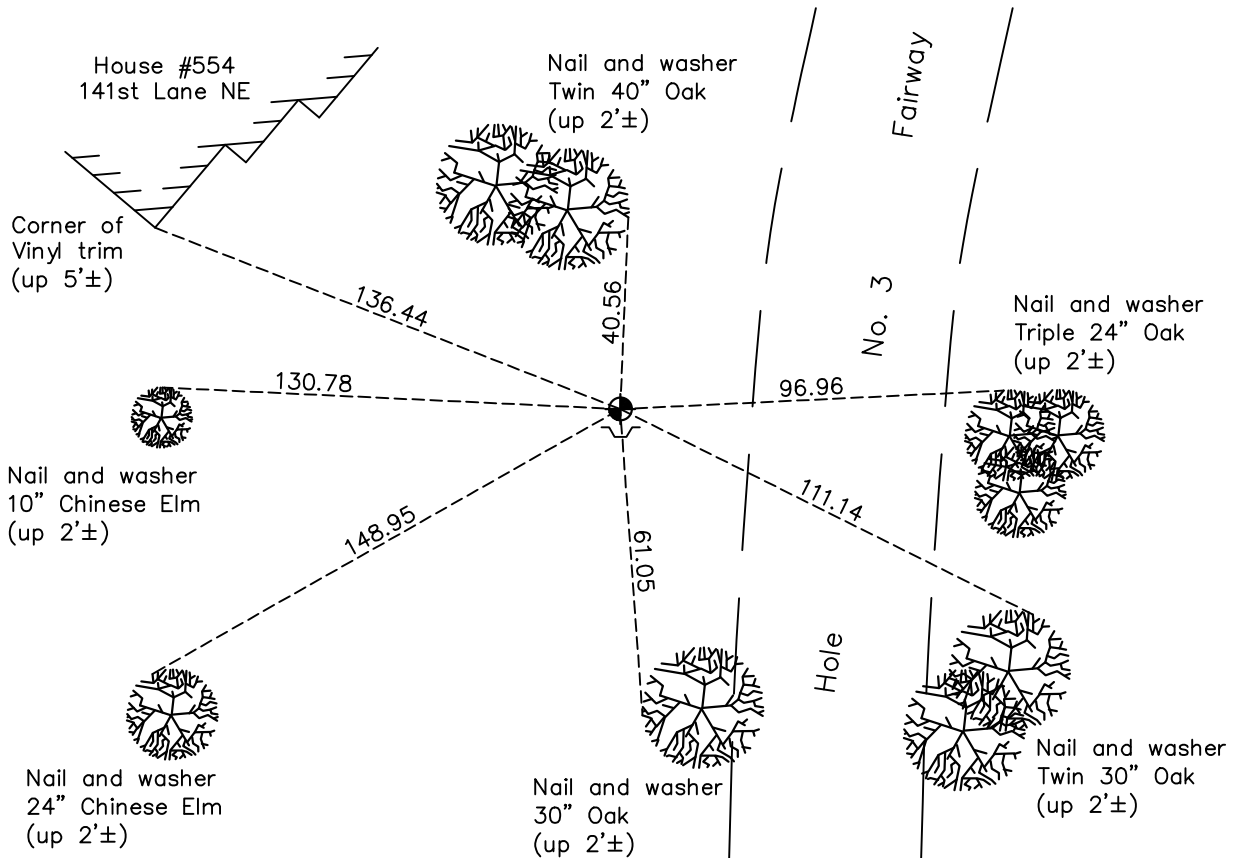 House #554
141st Lane NE
Nail and washer
Twin 40” Oak
(up 2’±)
Fairway
Corner of
Vinyl trim
(up 5’±)
136.44
40.56
No. 3
Nail and washer
Triple 24” Oak
(up 2’±)
130.78
96.96
Nail and washer
10” Chinese Elm
(up 2’±)
148.95
61.05
111.14
Hole
Nail and washer
24” Chinese Elm
(up 2’±)
Nail and washer
30” Oak
(up 2’±)
Nail and washer
Twin 30” Oak
(up 2’±)